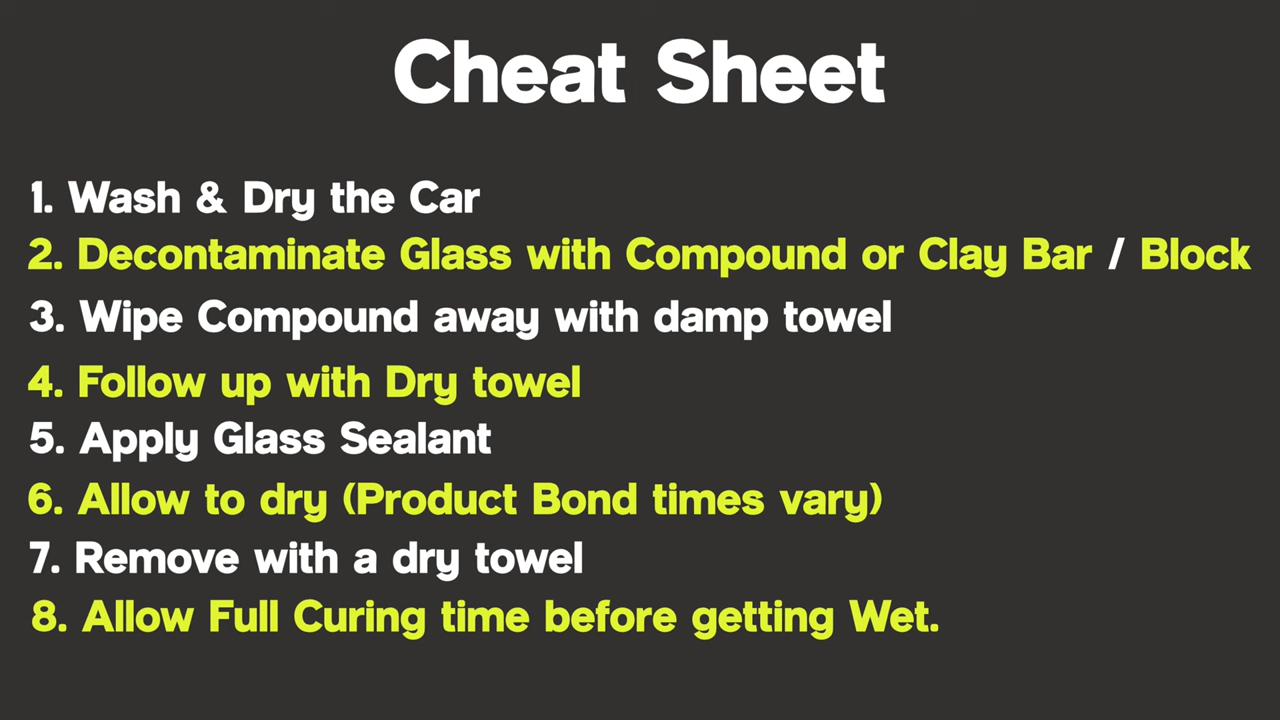 Cheat Sheet
1. Wash & Dry the Car
2. Decontaminate Glass with Compound or Clay Bar / Block
3. Wipe Compound away with damp towel
4. Follow up with Dry towel
5. Apply Glass Sealant
6. Allow to dry (Product Bond times vary)
7. Remove with a dry towel
8. Allow Full Curing time before getting Wet.